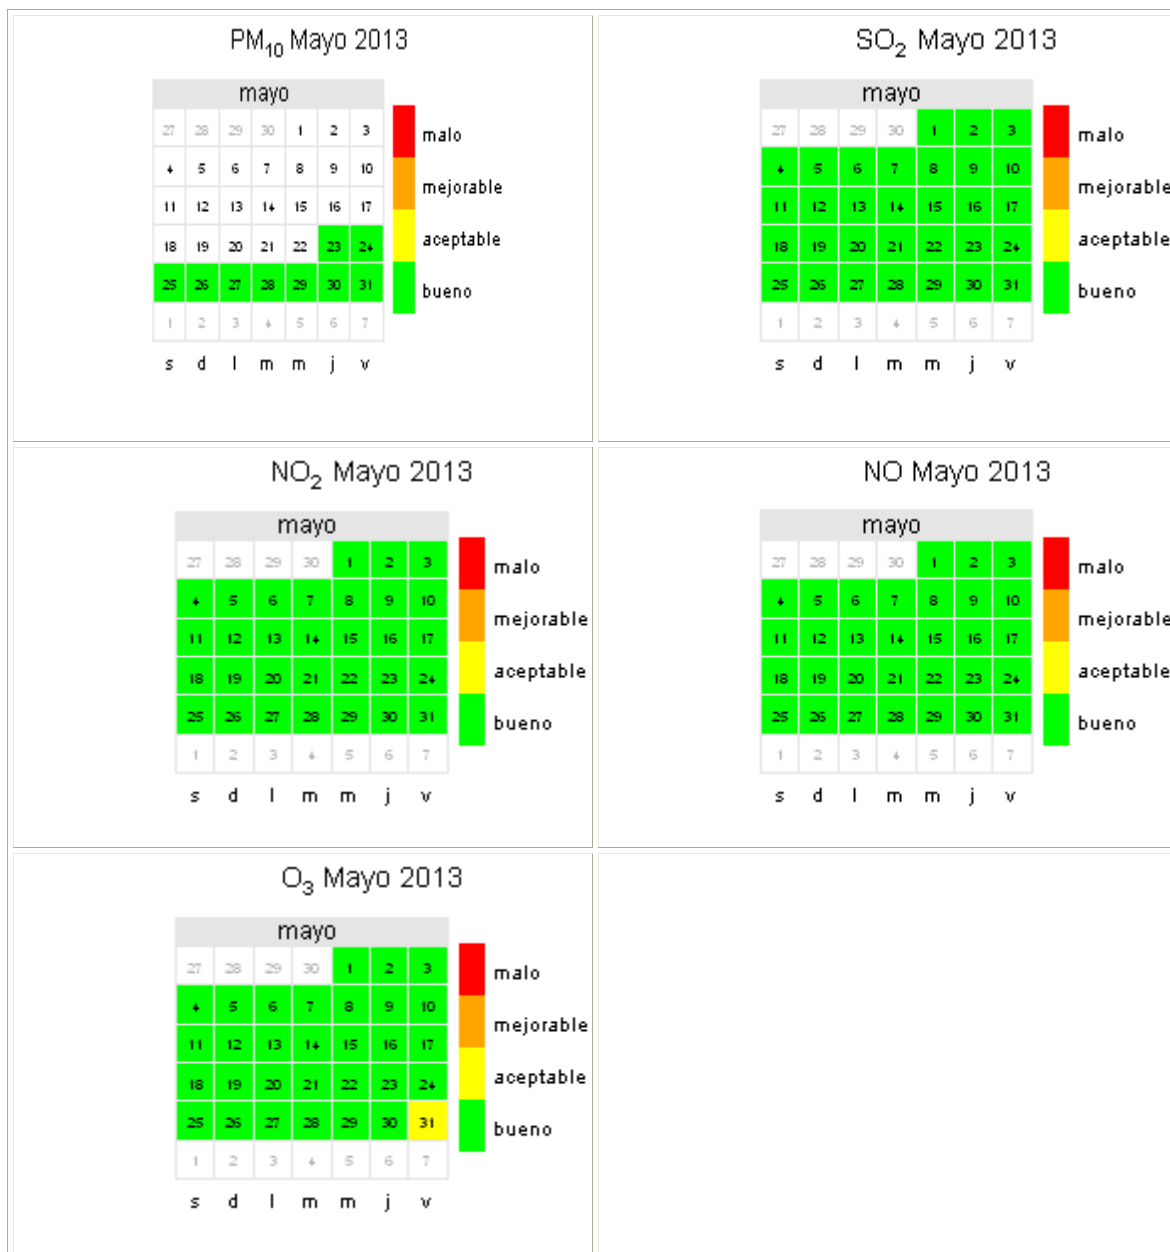 PM10 Mayo 2013
mayo
27 28 29 30 1 2 3
4 5 6 7 8 9 10
11 12 13 14 15 16 17
18 19 20 21 22 23 24
25 26 27 28 29 30 31
1 2 3 4 5 6 7
s d l m m j v
malo
mejorable
aceptable
bueno
SO2 Mayo 2013
mayo
27 28 29 30 1 2 3
4 5 6 7 8 9 10
11 12 13 14 15 16 17
18 19 20 21 22 23 24
25 26 27 28 29 30 31
1 2 3 4 5 6 7
s d l m m j v
malo
mejorable
aceptable
bueno
NO2 Mayo 2013
mayo
27 28 29 30 1 2 3
4 5 6 7 8 9 10
11 12 13 14 15 16 17
18 19 20 21 22 23 24
25 26 27 28 29 30 31
1 2 3 4 5 6 7
s d l m m j v
malo
mejorable
aceptable
bueno
NO Mayo 2013
mayo
27 28 29 30 1 2 3
4 5 6 7 8 9 10
11 12 13 14 15 16 17
18 19 20 21 22 23 24
25 26 27 28 29 30 31
1 2 3 4 5 6 7
s d l m m j v
malo
mejorable
aceptable
bueno
O3 Mayo 2013
mayo
27 28 29 30 1 2 3
4 5 6 7 8 9 10
11 12 13 14 15 16 17
18 19 20 21 22 23 24
25 26 27 28 29 30 31
1 2 3 4 5 6 7
s d l m m j v
malo
mejorable
aceptable
bueno